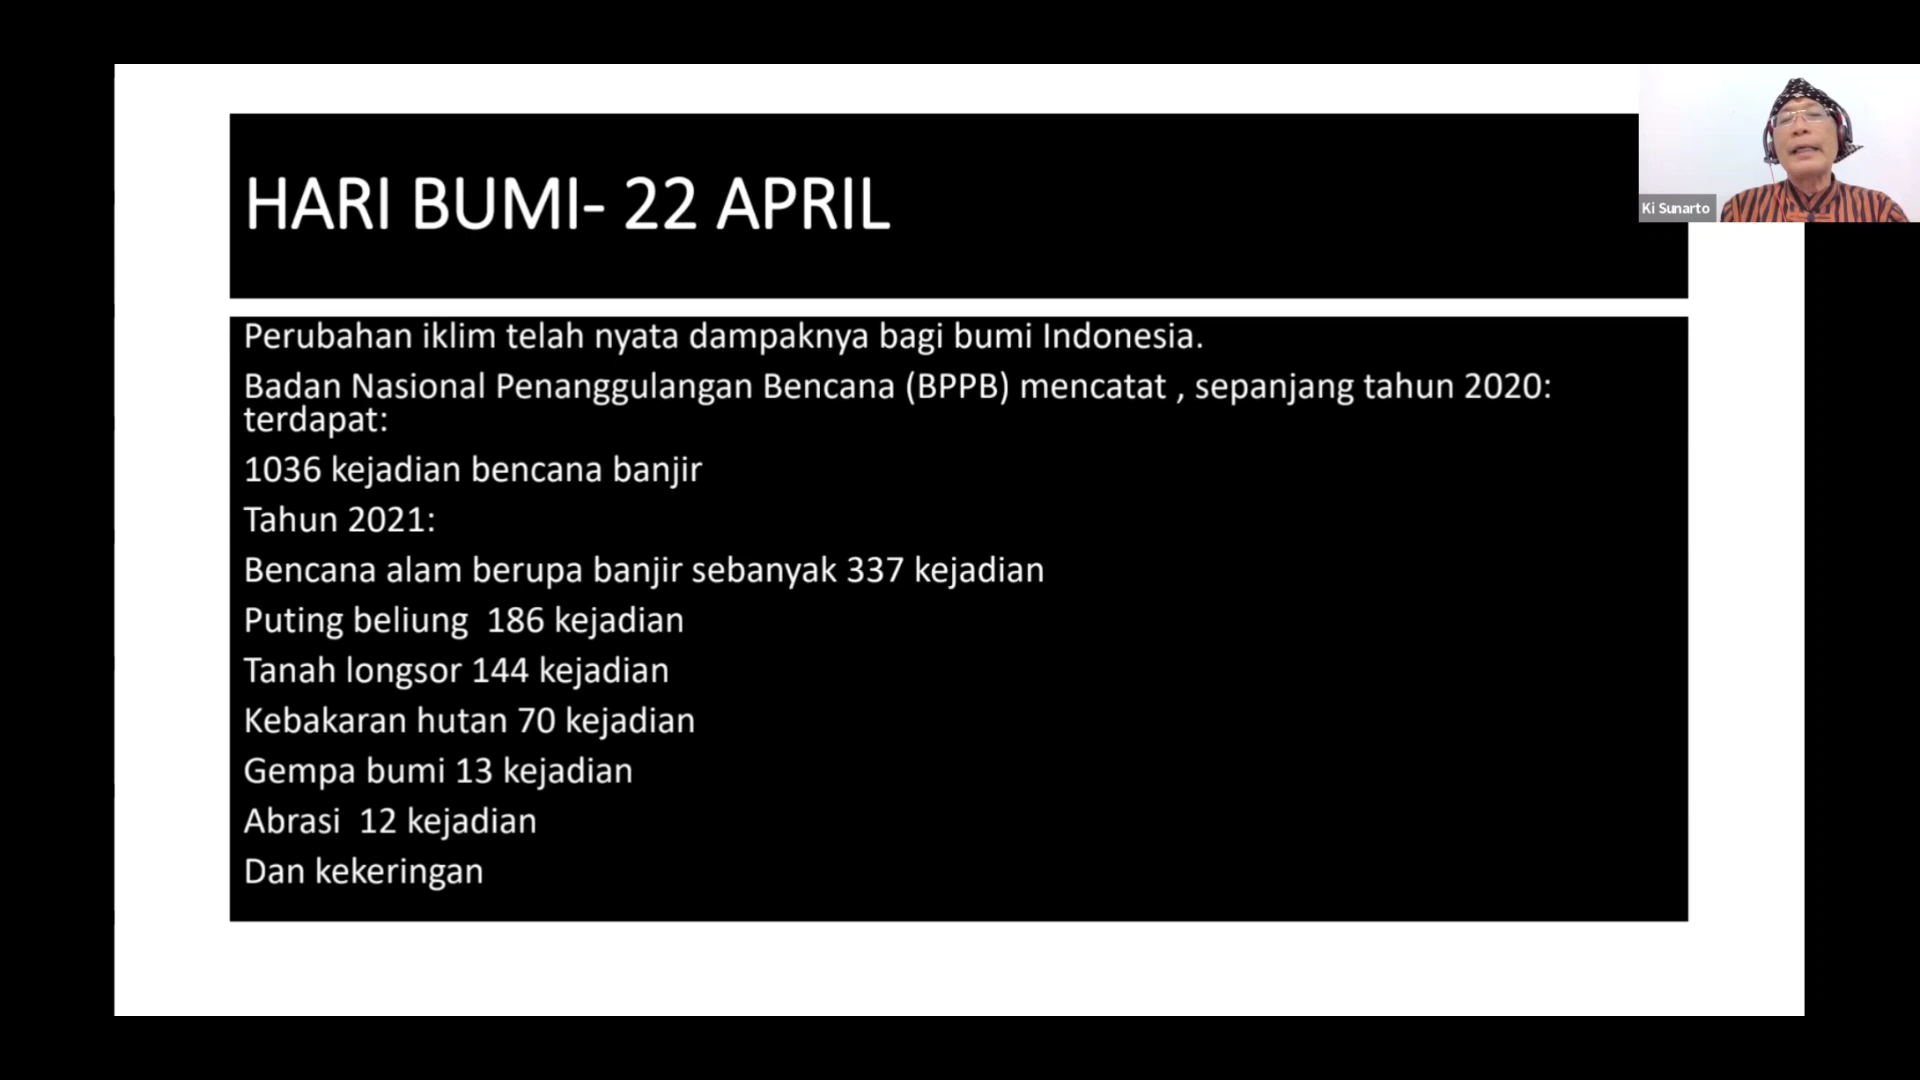 HARI BUMI- 22 APRIL
Ki Sunarto
Perubahan iklim telah nyata dampaknya bagi bumi Indonesia.
Badan Nasional Penanggulangan Bencana (BPPB) mencatat , sepanjang tahun 2020:
terdapat:
1036 kejadian bencana banjir
Tahun 2021:
Bencana alam berupa banjir sebanyak 337 kejadian
Puting beliung  186 kejadian
Tanah longsor 144 kejadian
Kebakaran hutan 70 kejadian
Gempa bumi 13 kejadian
Abrasi  12 kejadian
Dan kekeringan